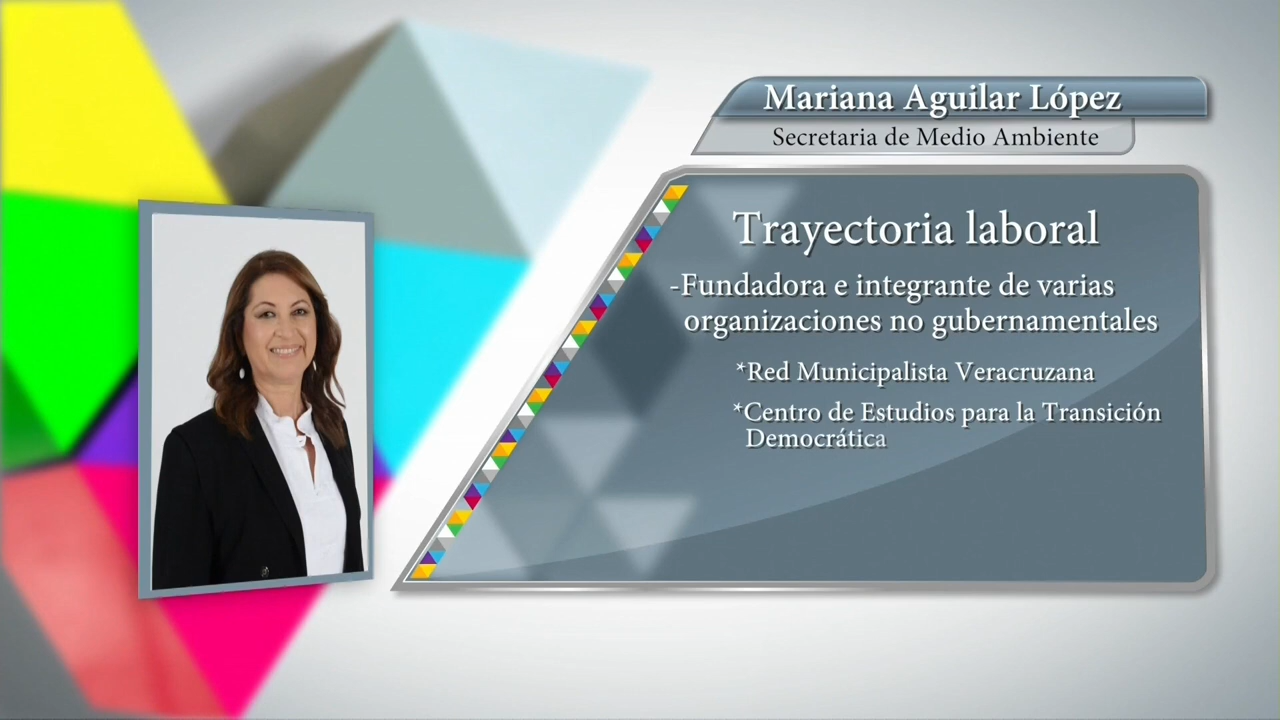 Mariana Aguilar López
Secretaria de Medio Ambiente
Trayectoria laboral
-Fundadora e integrante de varias
organizaciones no gubernamentales
*Red Municipalista Veracruzana
*Centro de Estudios para la Transición
Democrática